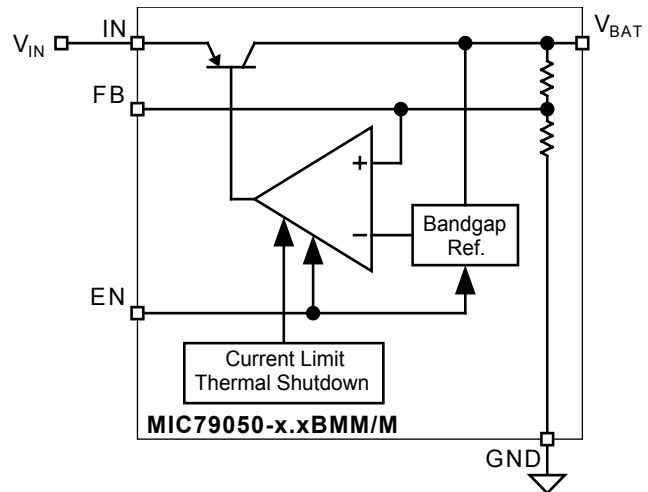 IN
V_BAT
V_IN
FB
+
–
Bandgap
Ref.
EN
Current Limit
Thermal Shutdown
MIC79050-x.xBMM/M
GND